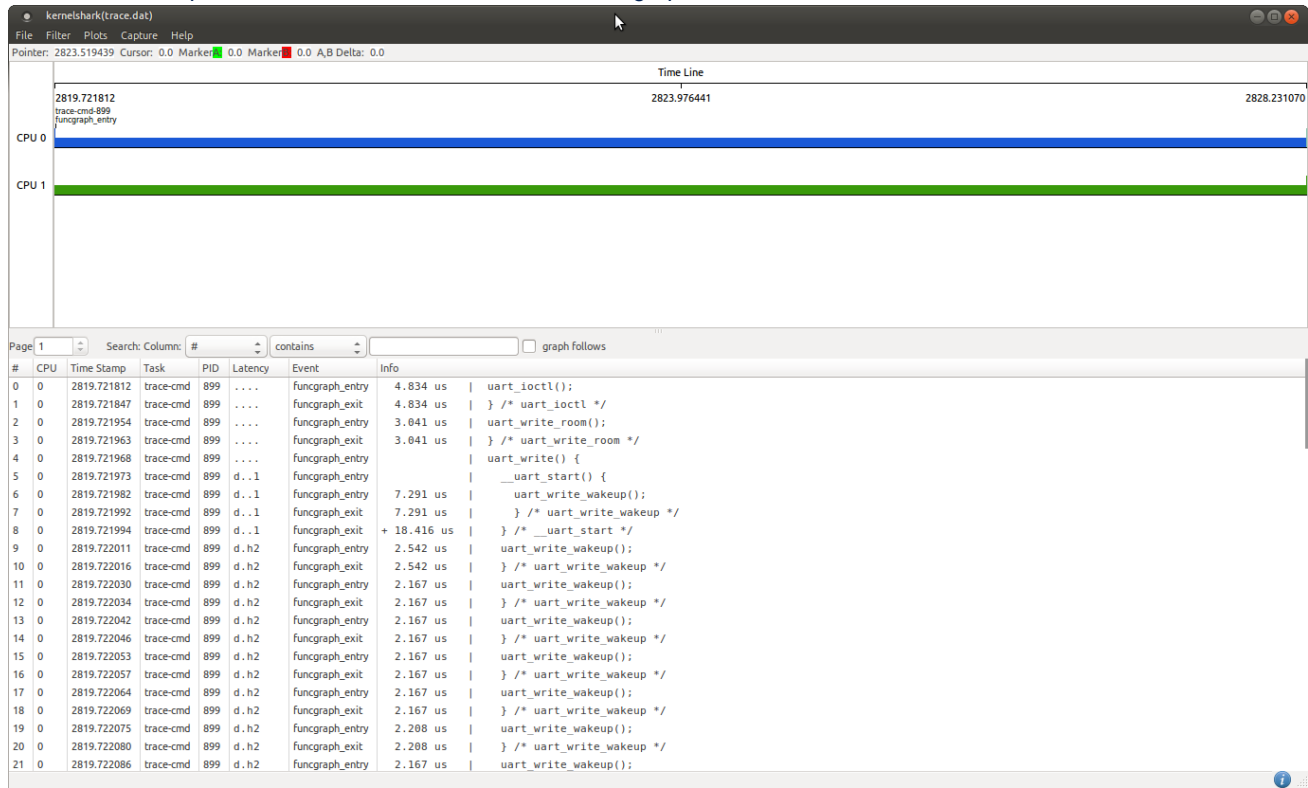 kernelshark(trace.dat)
File Filter Plots Capture Help
Pointer: 2823.519439 Cursor: 0.0 MarkerA: 0.0 Marker 0.0 A,B Delta: 0.0
Time Line
2819.721812 2823.976441 2828.231070
trace-cmd-899
funcgraph_entry
CPU 0
CPU 1
Page 1 Search: Column: # contains graph follows
# CPU Time Stamp Task PID Latency Event Info
0 0 2819.721812 trace-cmd 899 .... funcgraph_entry 4.834 us | uart_ioctl();
1 0 2819.721847 trace-cmd 899 .... funcgraph_exit 4.834 us | } /* uart_ioctl */
2 0 2819.721954 trace-cmd 899 .... funcgraph_entry 3.041 us | uart_write_room();
3 0 2819.721963 trace-cmd 899 .... funcgraph_exit 3.041 us | } /* uart_write_room */
4 0 2819.721968 trace-cmd 899 .... funcgraph_entry | uart_write() {
5 0 2819.721973 trace-cmd 899 d..1 funcgraph_entry | __uart_start() {
6 0 2819.721982 trace-cmd 899 d..1 funcgraph_entry 7.291 us | uart_write_wakeup();
7 0 2819.721992 trace-cmd 899 d..1 funcgraph_exit 7.291 us | } /* uart_write_wakeup */
8 0 2819.721994 trace-cmd 899 d..1 funcgraph_exit + 18.416 us | } /* __uart_start */
9 0 2819.722011 trace-cmd 899 d.h2 funcgraph_entry 2.542 us | uart_write_wakeup();
10 0 2819.722016 trace-cmd 899 d.h2 funcgraph_exit 2.542 us | } /* uart_write_wakeup */
11 0 2819.722030 trace-cmd 899 d.h2 funcgraph_entry 2.167 us | uart_write_wakeup();
12 0 2819.722034 trace-cmd 899 d.h2 funcgraph_exit 2.167 us | } /* uart_write_wakeup */
13 0 2819.722042 trace-cmd 899 d.h2 funcgraph_entry 2.167 us | uart_write_wakeup();
14 0 2819.722046 trace-cmd 899 d.h2 funcgraph_exit 2.167 us | } /* uart_write_wakeup */
15 0 2819.722053 trace-cmd 899 d.h2 funcgraph_entry 2.167 us | uart_write_wakeup();
16 0 2819.722057 trace-cmd 899 d.h2 funcgraph_exit 2.167 us | } /* uart_write_wakeup */
17 0 2819.722064 trace-cmd 899 d.h2 funcgraph_entry 2.167 us | uart_write_wakeup();
18 0 2819.722069 trace-cmd 899 d.h2 funcgraph_exit 2.167 us | } /* uart_write_wakeup */
19 0 2819.722075 trace-cmd 899 d.h2 funcgraph_entry 2.208 us | uart_write_wakeup();
20 0 2819.722080 trace-cmd 899 d.h2 funcgraph_exit 2.208 us | } /* uart_write_wakeup */
21 0 2819.722086 trace-cmd 899 d.h2 funcgraph_entry 2.167 us | uart_write_wakeup();